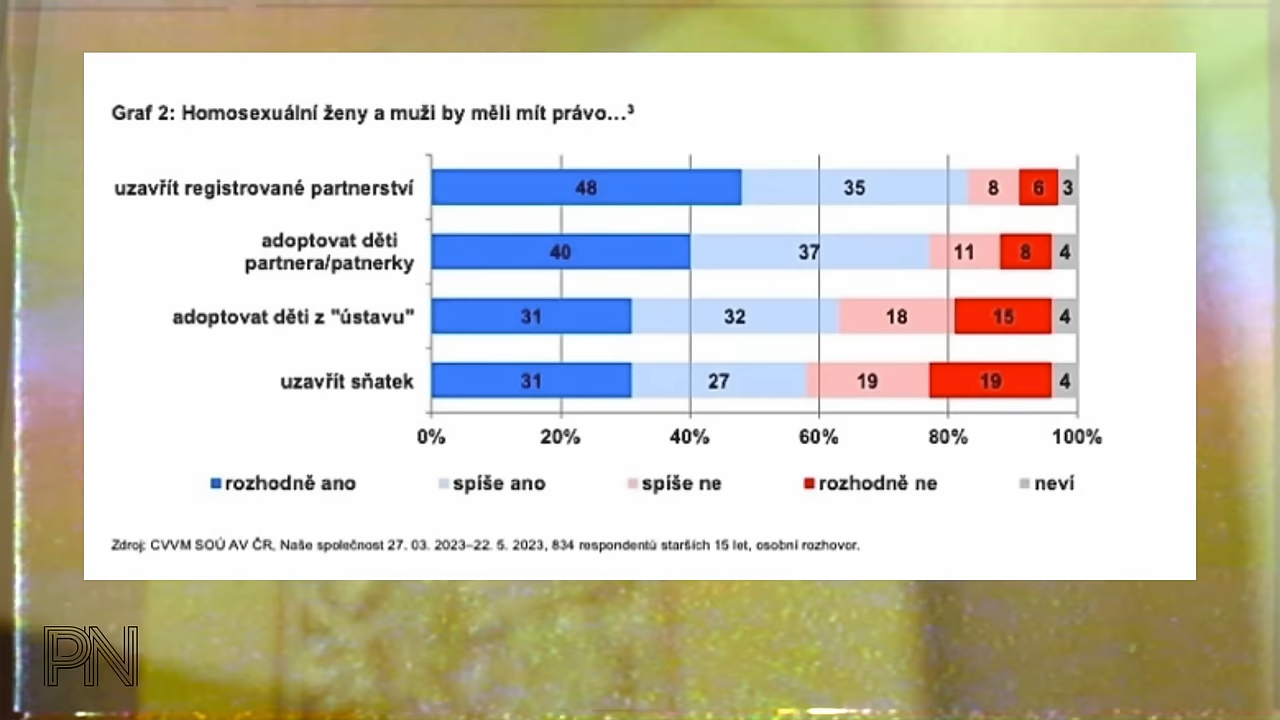 Graf 2: Homosexuální ženy a muži by měli mít právo...³
uzavřít registrované partnerství 48 35 8 6 3
adoptovat děti
partnera/patnerky 40 37 11 8 4
adoptovat děti z "ústavu" 31 32 18 15 4
uzavřít sňatek 31 27 19 19 4
0% 20% 40% 60% 80% 100%
rozhodně ano spíše ano spíše ne rozhodně ne neví
Zdroj: CVVM SOÚ AV ČR, Naše společnost 27. 03. 2023–22. 5. 2023, 834 respondentů starších 15 let, osobní rozhovor.
PN